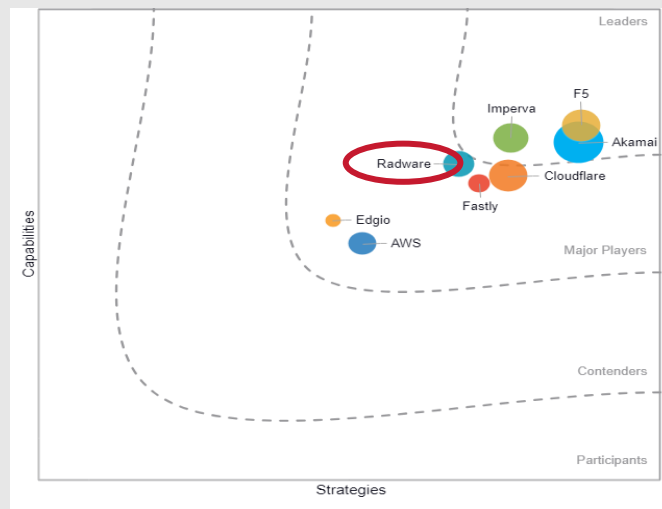 Leaders
F5
Imperva
Akamai
Radware
Cloudflare
Fastly
Edgio
AWS
Major Players
Capabilities
Contenders
Participants
Strategies